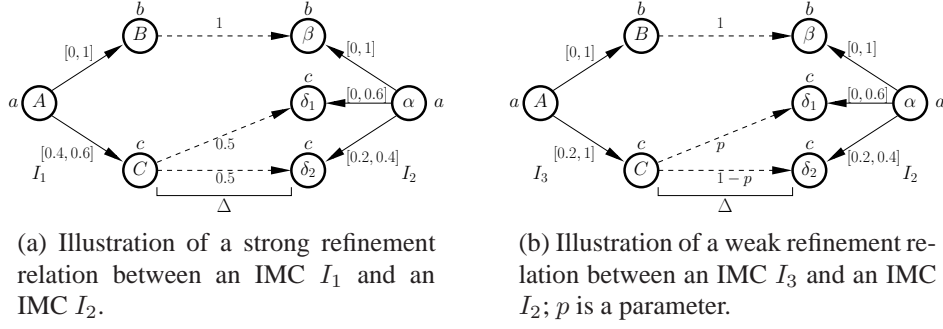 b b
B 1 β
[0, 1] [0, 1]
c
a A δ1 [0, 0.6] α a
c 0.5 c
[0.4, 0.6] [0.2, 0.4]
I1 C 0.5 δ2 I2
Δ
(a) Illustration of a strong refinement
relation between an IMC I1 and an
IMC I2.
b b
B 1 β
[0, 1] [0, 1]
c
a A δ1 [0, 0.6] α a
c p c
[0.2, 1] [0.2, 0.4]
I3 C 1 − p δ2 I2
Δ
(b) Illustration of a weak refinement re-
lation between an IMC I3 and an IMC
I2; p is a parameter.